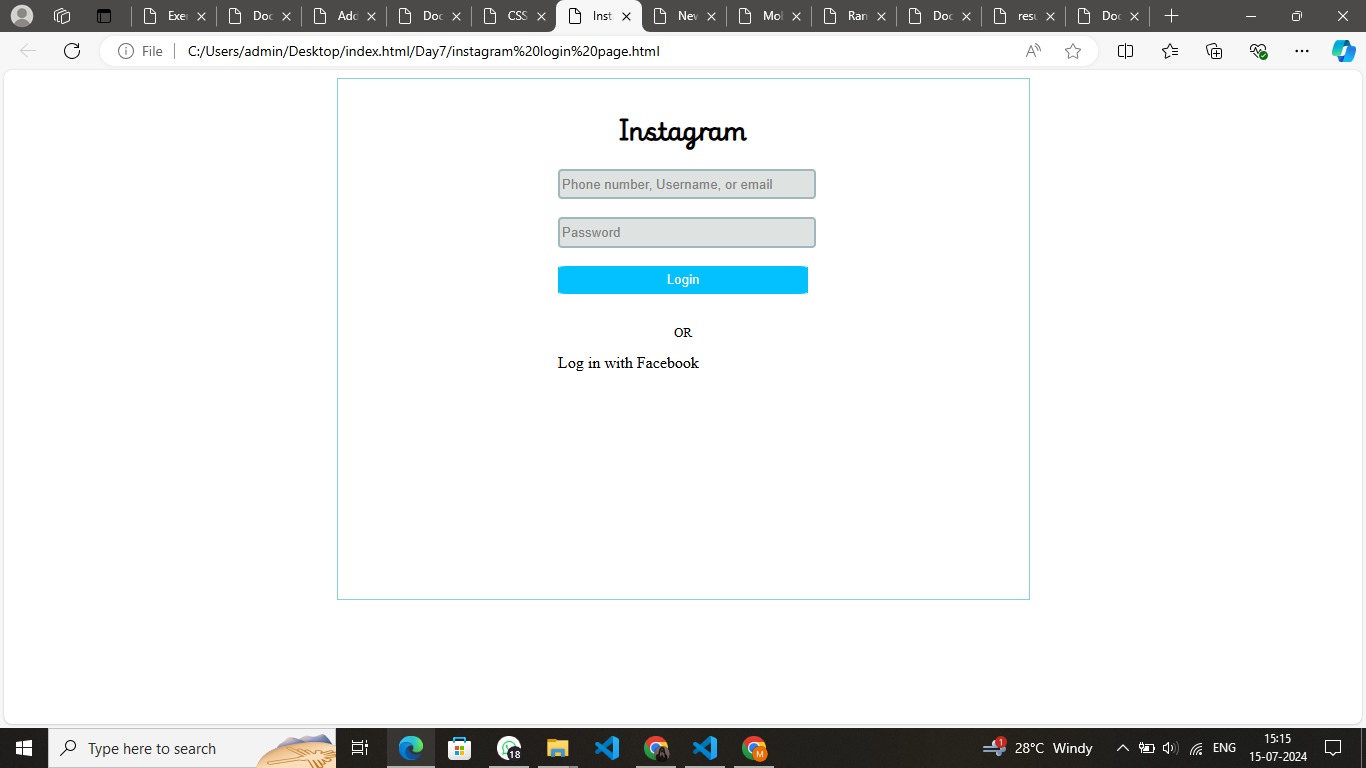 Exer
Doc
Add
Doc
CSS
Inst
New
Mol
Ran
Doc
resu
Doc
File
C:/Users/admin/Desktop/index.html/Day7/instagram%20login%20page.html
Instagram
Phone number, Username, or email
Password
Login
OR
Log in with Facebook
Type here to search
18
A
M
1
28°C Windy
ENG
15:15
15-07-2024